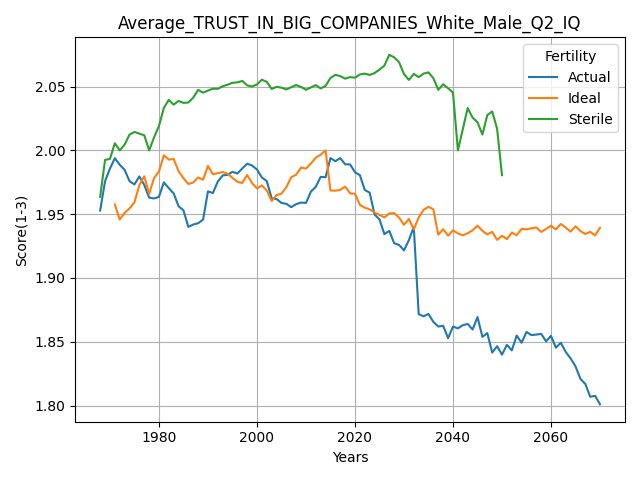 Average_TRUST_IN_BIG_COMPANIES_White_Male_Q2_IQ
Fertility
Actual
Ideal
Sterile
Score(1-3)
2.05
2.00
1.95
1.90
1.85
1.80
1980
2000
2020
2040
2060
Years